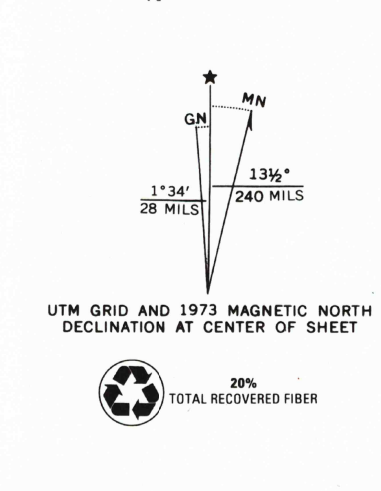 ★
MN
GN
13½°
240 MILS
1°34′
28 MILS
UTM GRID AND 1973 MAGNETIC NORTH
DECLINATION AT CENTER OF SHEET
20%
TOTAL RECOVERED FIBER